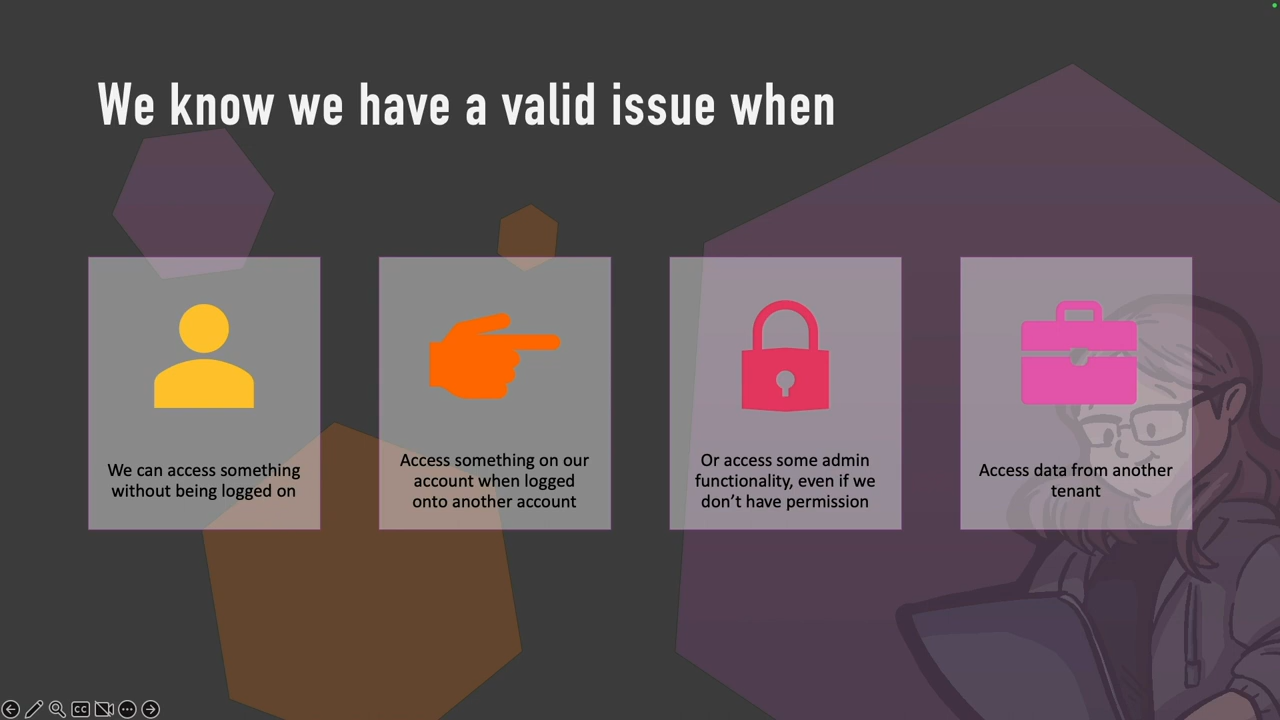 We know we have a valid issue when
We can access something
without being logged on
Access something on our
account when logged
onto another account
Or access some admin
functionality, even if we
don’t have permission
Access data from another
tenant
CC